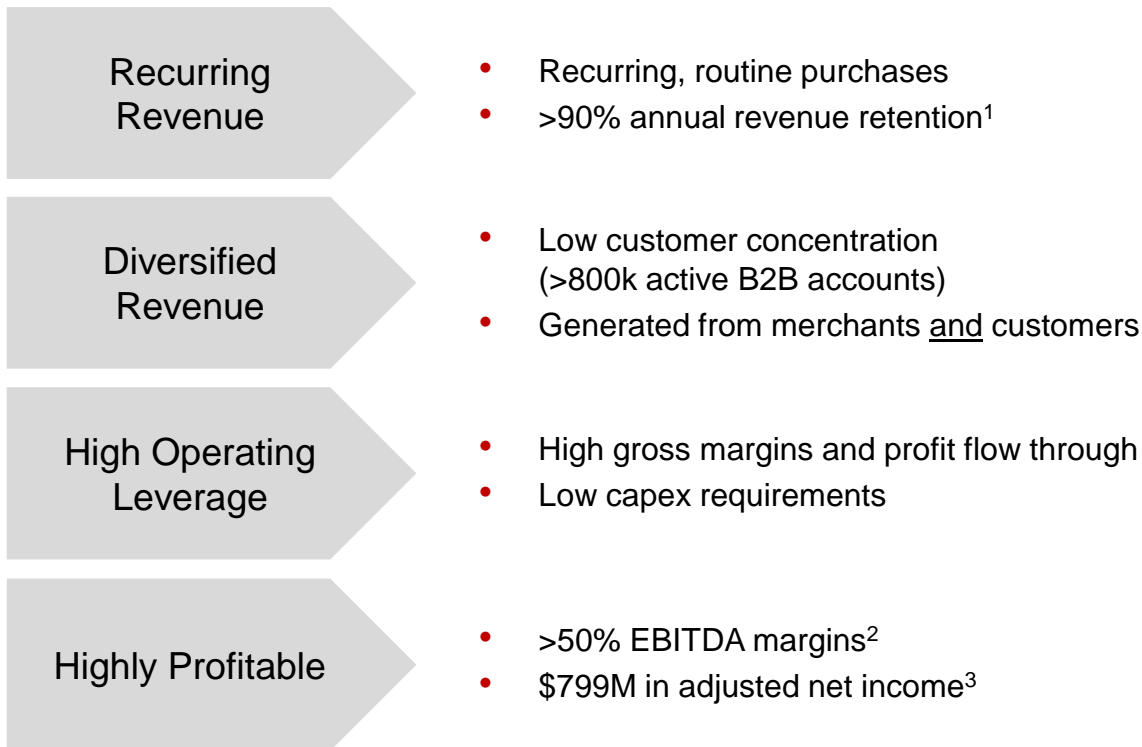 Recurring
Revenue
• Recurring, routine purchases
• >90% annual revenue retention¹
Diversified
Revenue
• Low customer concentration
(>800k active B2B accounts)
• Generated from merchants and customers
High Operating
Leverage
• High gross margins and profit flow through
• Low capex requirements
Highly Profitable
• >50% EBITDA margins²
• $799M in adjusted net income³